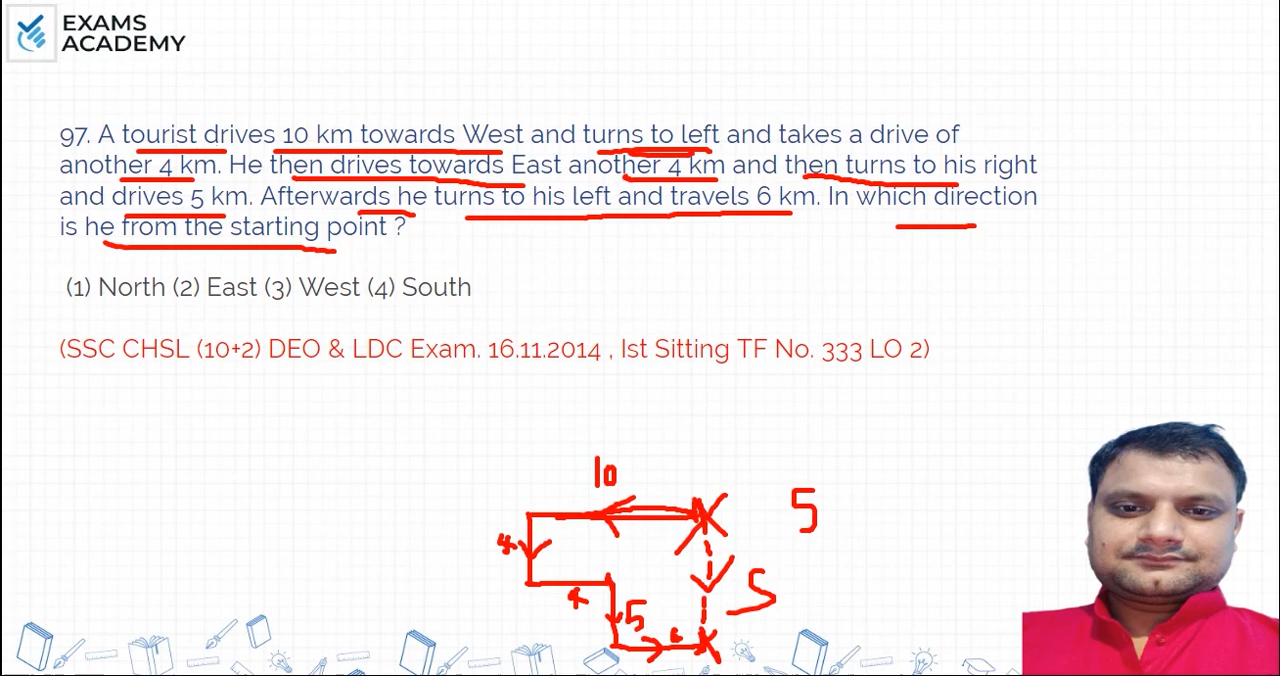 EXAMS
ACADEMY
97. A tourist drives 10 km towards West and turns to left and takes a drive of
another 4 km. He then drives towards East another 4 km and then turns to his right
and drives 5 km. Afterwards he turns to his left and travels 6 km. In which direction
is he from the starting point ?
(1) North (2) East (3) West (4) South
(SSC CHSL (10+2) DEO & LDC Exam. 16.11.2014 , Ist Sitting TF No. 333 LO 2)
10
5
4
S
4
5
6